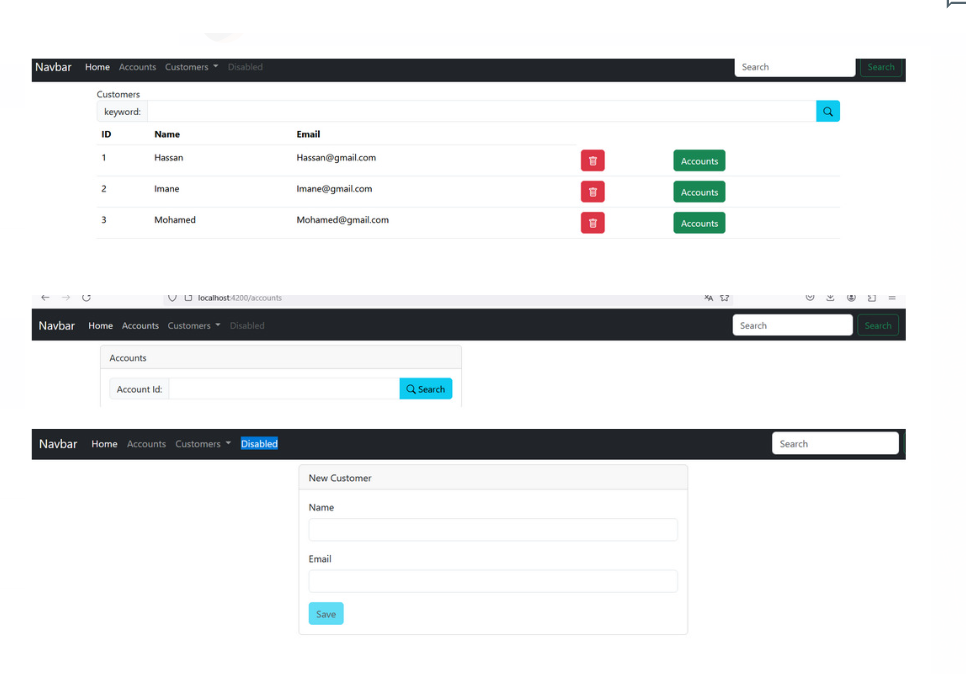 Navbar Home Accounts Customers Disabled Search Search
Customers
keyword:
ID Name Email
1 Hassan Hassan@gmail.com Accounts
2 Imane Imane@gmail.com Accounts
3 Mohamed Mohamed@gmail.com Accounts
localhost:4200/accounts
Navbar Home Accounts Customers Disabled Search Search
Accounts
Account Id: Search
Navbar Home Accounts Customers Disabled Search
New Customer
Name
Email
Save